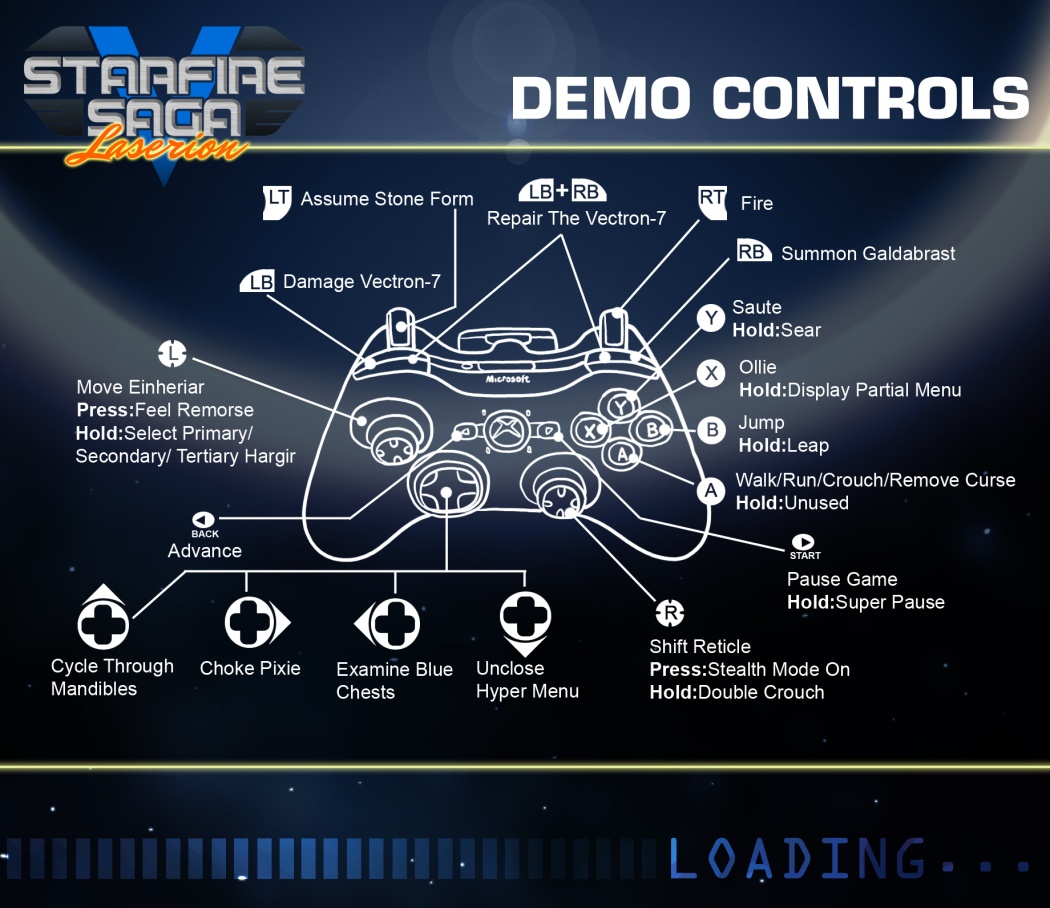 STARFIRE
SAGA
Laserion
V
DEMO CONTROLS
LT Assume Stone Form
LB+RB
Repair The Vectron-7
RT Fire
RB Summon Galdabrast
LB Damage Vectron-7
Y Saute
Hold:Sear
L
Move Einheriar
Press:Feel Remorse
Hold:Select Primary/
Secondary/ Tertiary Hargir
X Ollie
Hold:Display Partial Menu
B Jump
Hold:Leap
A Walk/Run/Crouch/Remove Curse
Hold:Unused
Microsoft
Y
X
B
A
BACK
Advance
START
Pause Game
Hold:Super Pause
Cycle Through
Mandibles
Choke Pixie
Examine Blue
Chests
Unclose
Hyper Menu
R
Shift Reticle
Press:Stealth Mode On
Hold:Double Crouch
LOADING...